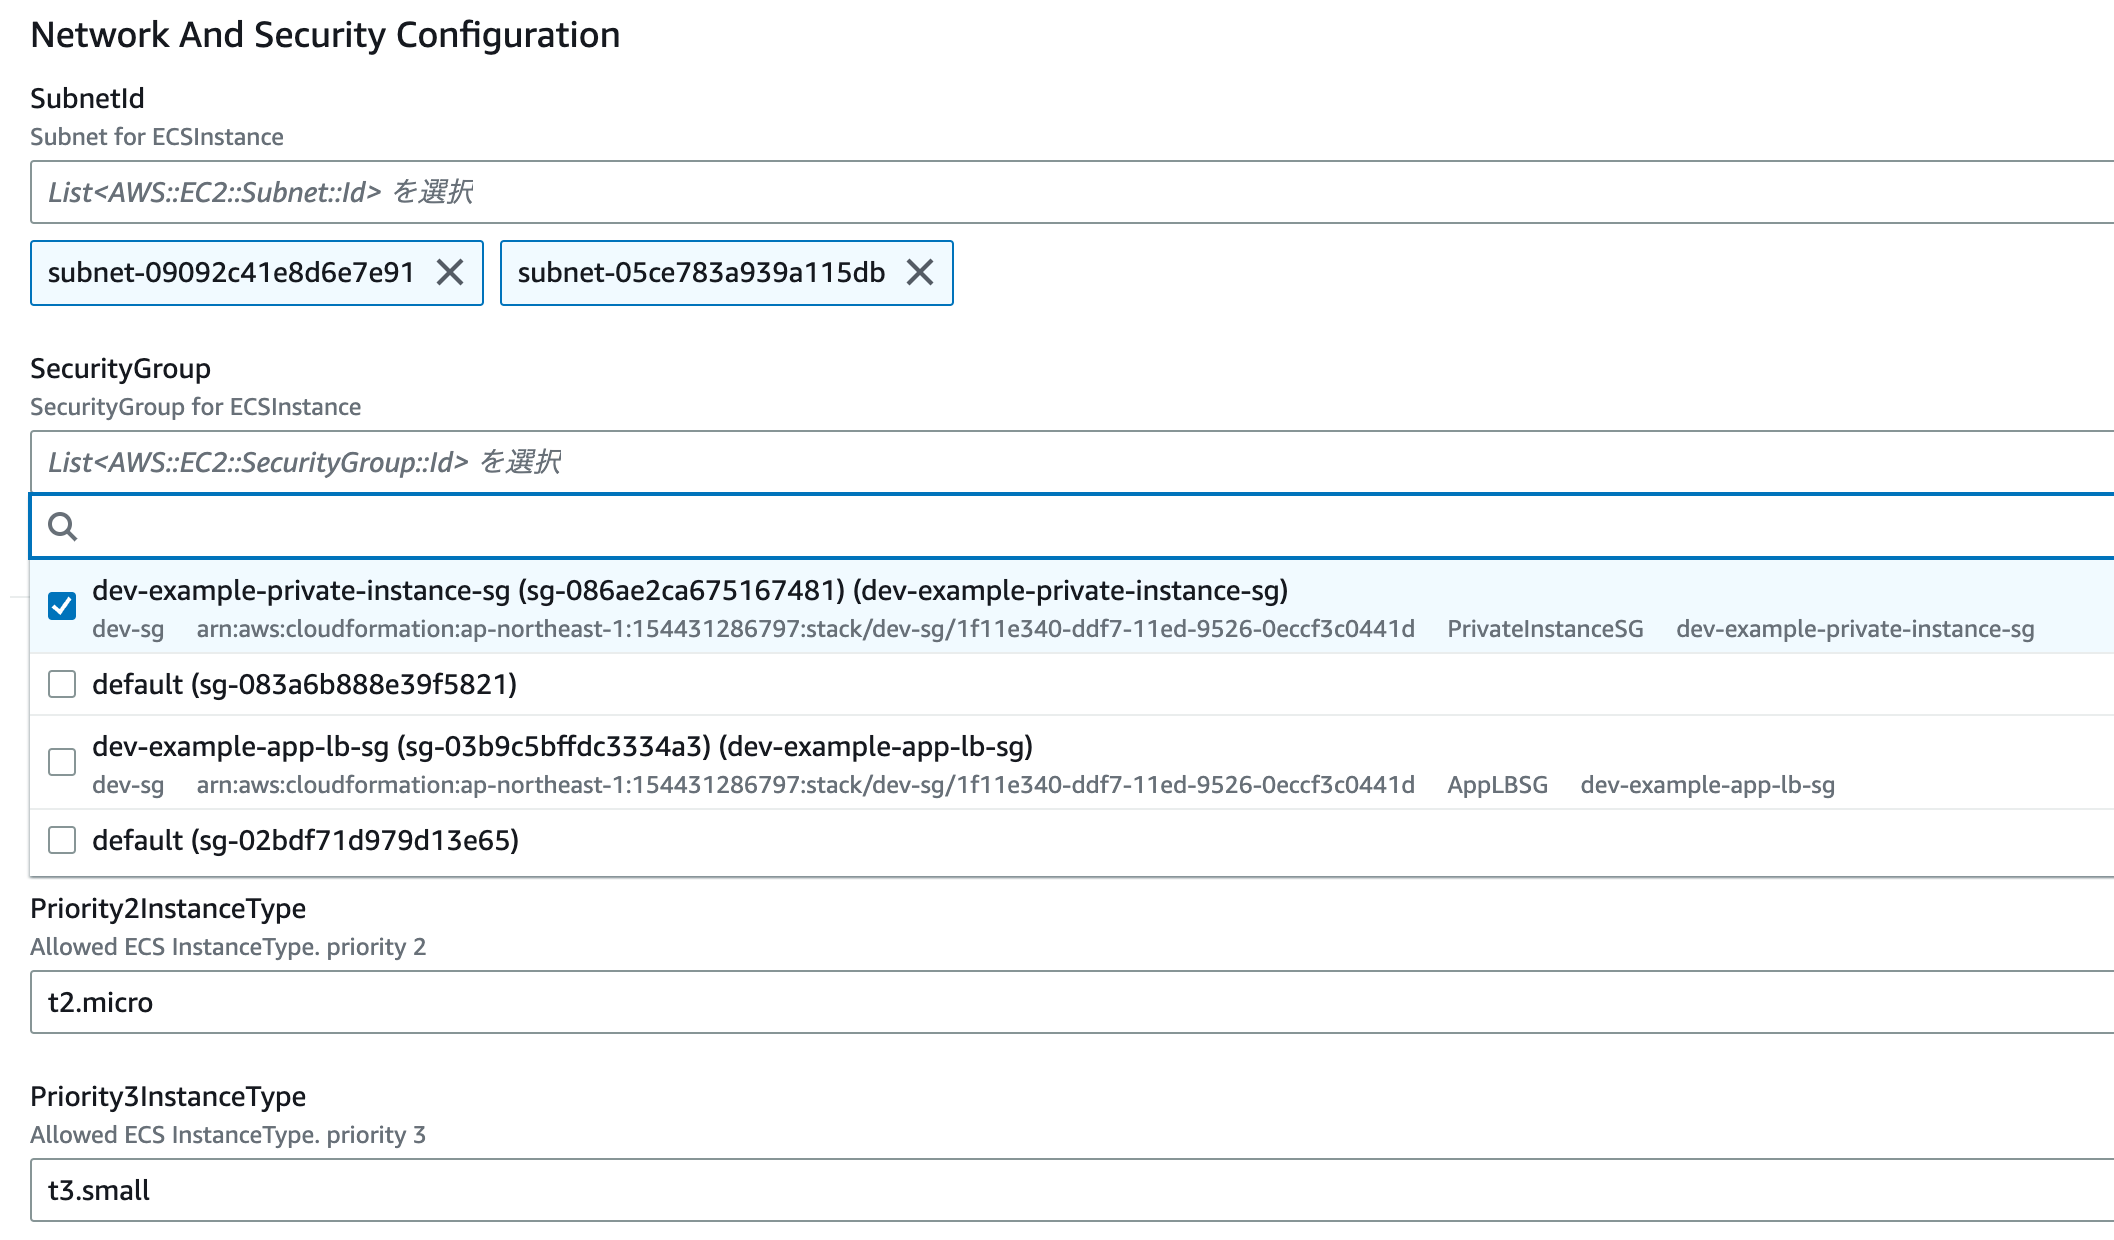 Network And Security Configuration
SubnetId
Subnet for ECSInstance
List<AWS::EC2::Subnet::Id> を選択
subnet-09092c41e8d6e7e91 subnet-05ce783a939a115db
SecurityGroup
SecurityGroup for ECSInstance
List<AWS::EC2::SecurityGroup::Id> を選択
dev-example-private-instance-sg (sg-086ae2ca675167481) (dev-example-private-instance-sg)
dev-sg arn:aws:cloudformation:ap-northeast-1:154431286797:stack/dev-sg/1f11e340-ddf7-11ed-9526-0eccf3c0441d PrivateInstanceSG dev-example-private-instance-sg
default (sg-083a6b888e39f5821)
dev-example-app-lb-sg (sg-03b9c5bffdc3334a3) (dev-example-app-lb-sg)
dev-sg arn:aws:cloudformation:ap-northeast-1:154431286797:stack/dev-sg/1f11e340-ddf7-11ed-9526-0eccf3c0441d AppLBSG dev-example-app-lb-sg
default (sg-02bdf71d979d13e65)
Priority2InstanceType
Allowed ECS InstanceType. priority 2
t2.micro
Priority3InstanceType
Allowed ECS InstanceType. priority 3
t3.small